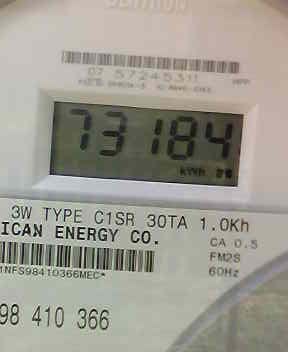 CENTRON
07 57245311
73184
kWh
3W TYPE C1SR 30TA 1.0Kh
ICAN ENERGY CO.
CA 0.5
FM2S
60Hz
1NFS98410366MEC*
98 410 366